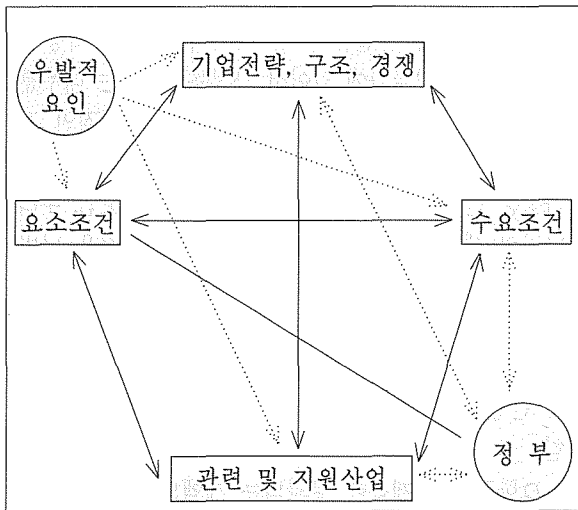 우발적
요인
기업전략, 구조, 경쟁
요소조건
수요조건
정 부
관련 및 지원산업